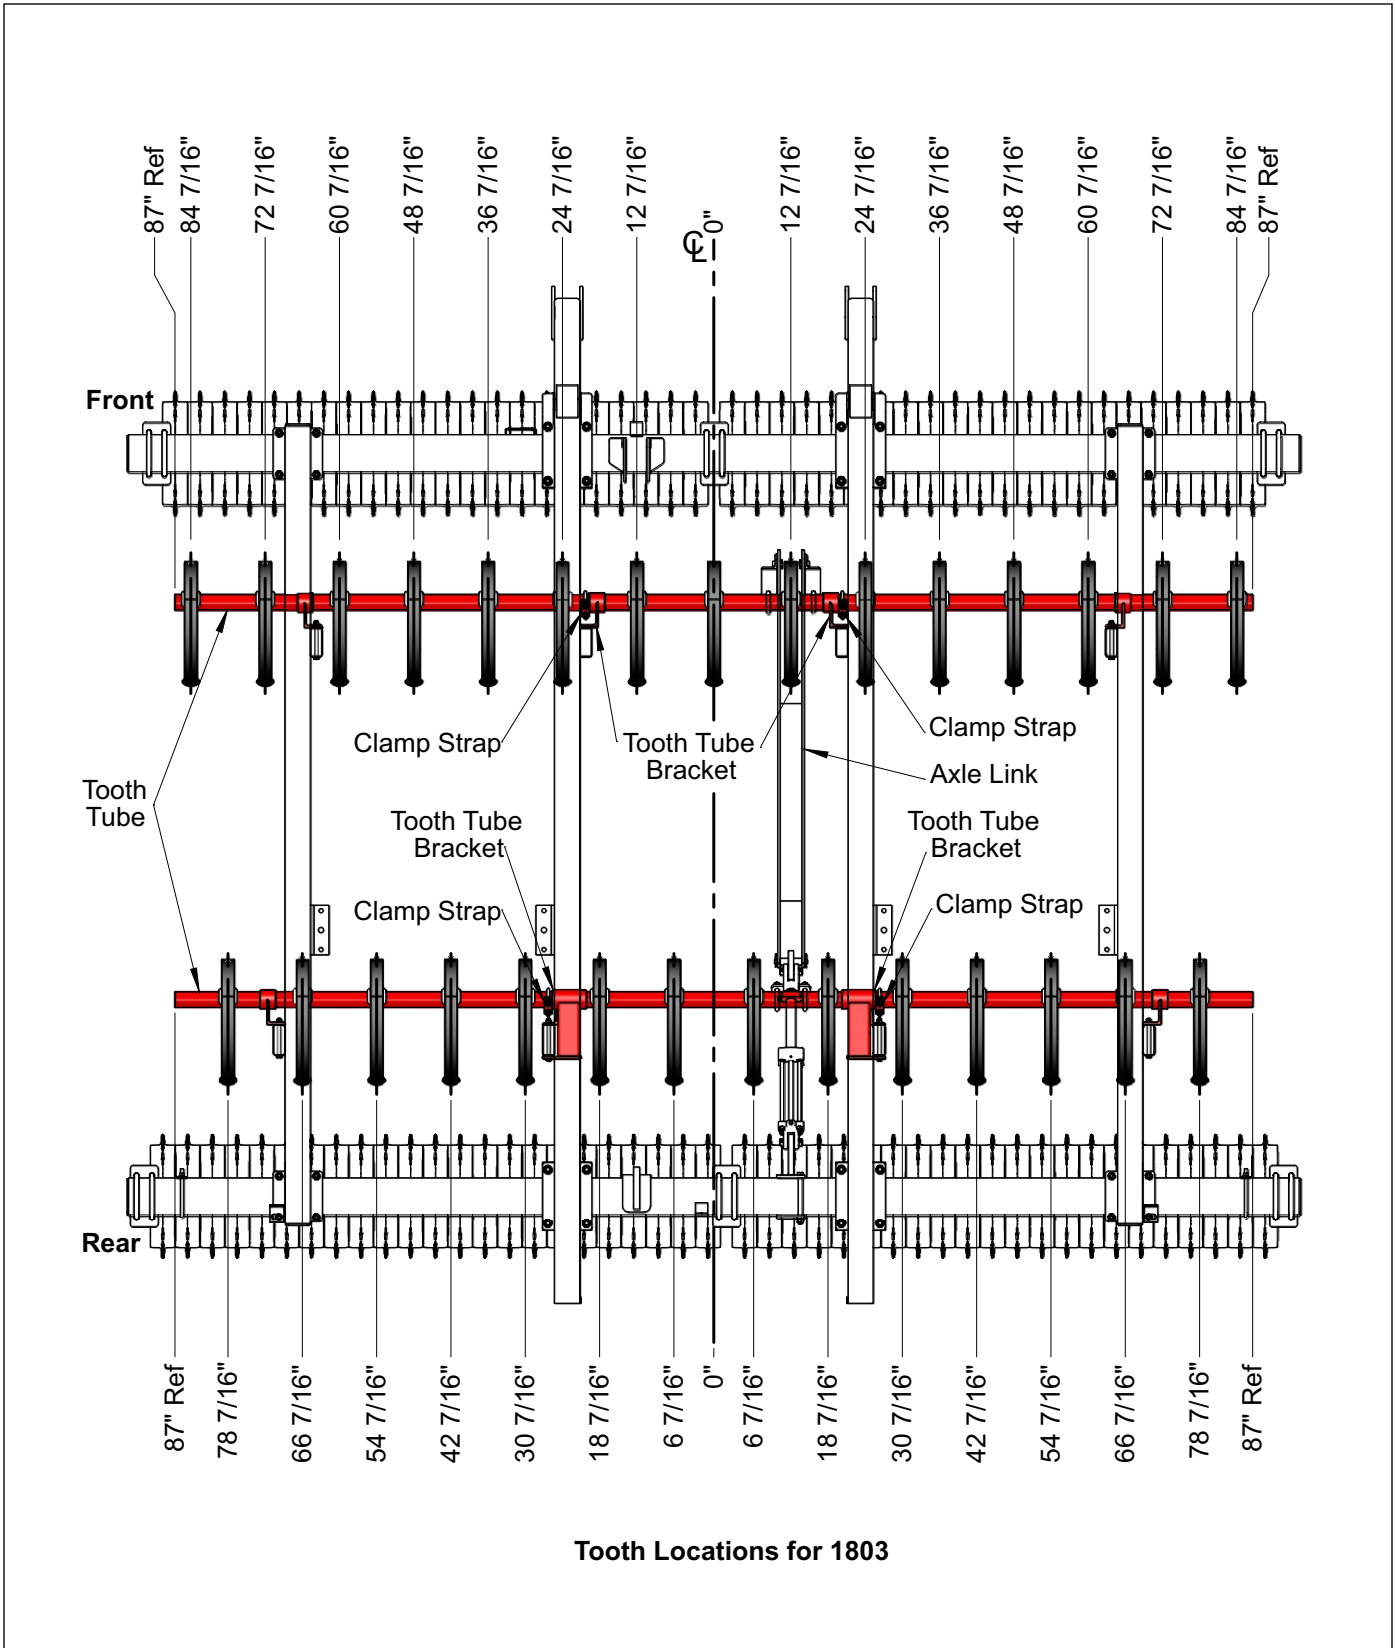 87" Ref
84 7/16"
72 7/16"
60 7/16"
48 7/16"
36 7/16"
24 7/16"
12 7/16"
℄
0"
12 7/16"
24 7/16"
36 7/16"
48 7/16"
60 7/16"
72 7/16"
84 7/16"
87" Ref
Front
Clamp Strap
Tooth Tube
Bracket
Clamp Strap
Axle Link
Tooth
Tube
Tooth Tube
Bracket
Tooth Tube
Bracket
Clamp Strap
Clamp Strap
Rear
87" Ref
78 7/16"
66 7/16"
54 7/16"
42 7/16"
30 7/16"
18 7/16"
6 7/16"
0"
6 7/16"
18 7/16"
30 7/16"
42 7/16"
54 7/16"
66 7/16"
78 7/16"
87" Ref
Tooth Locations for 1803